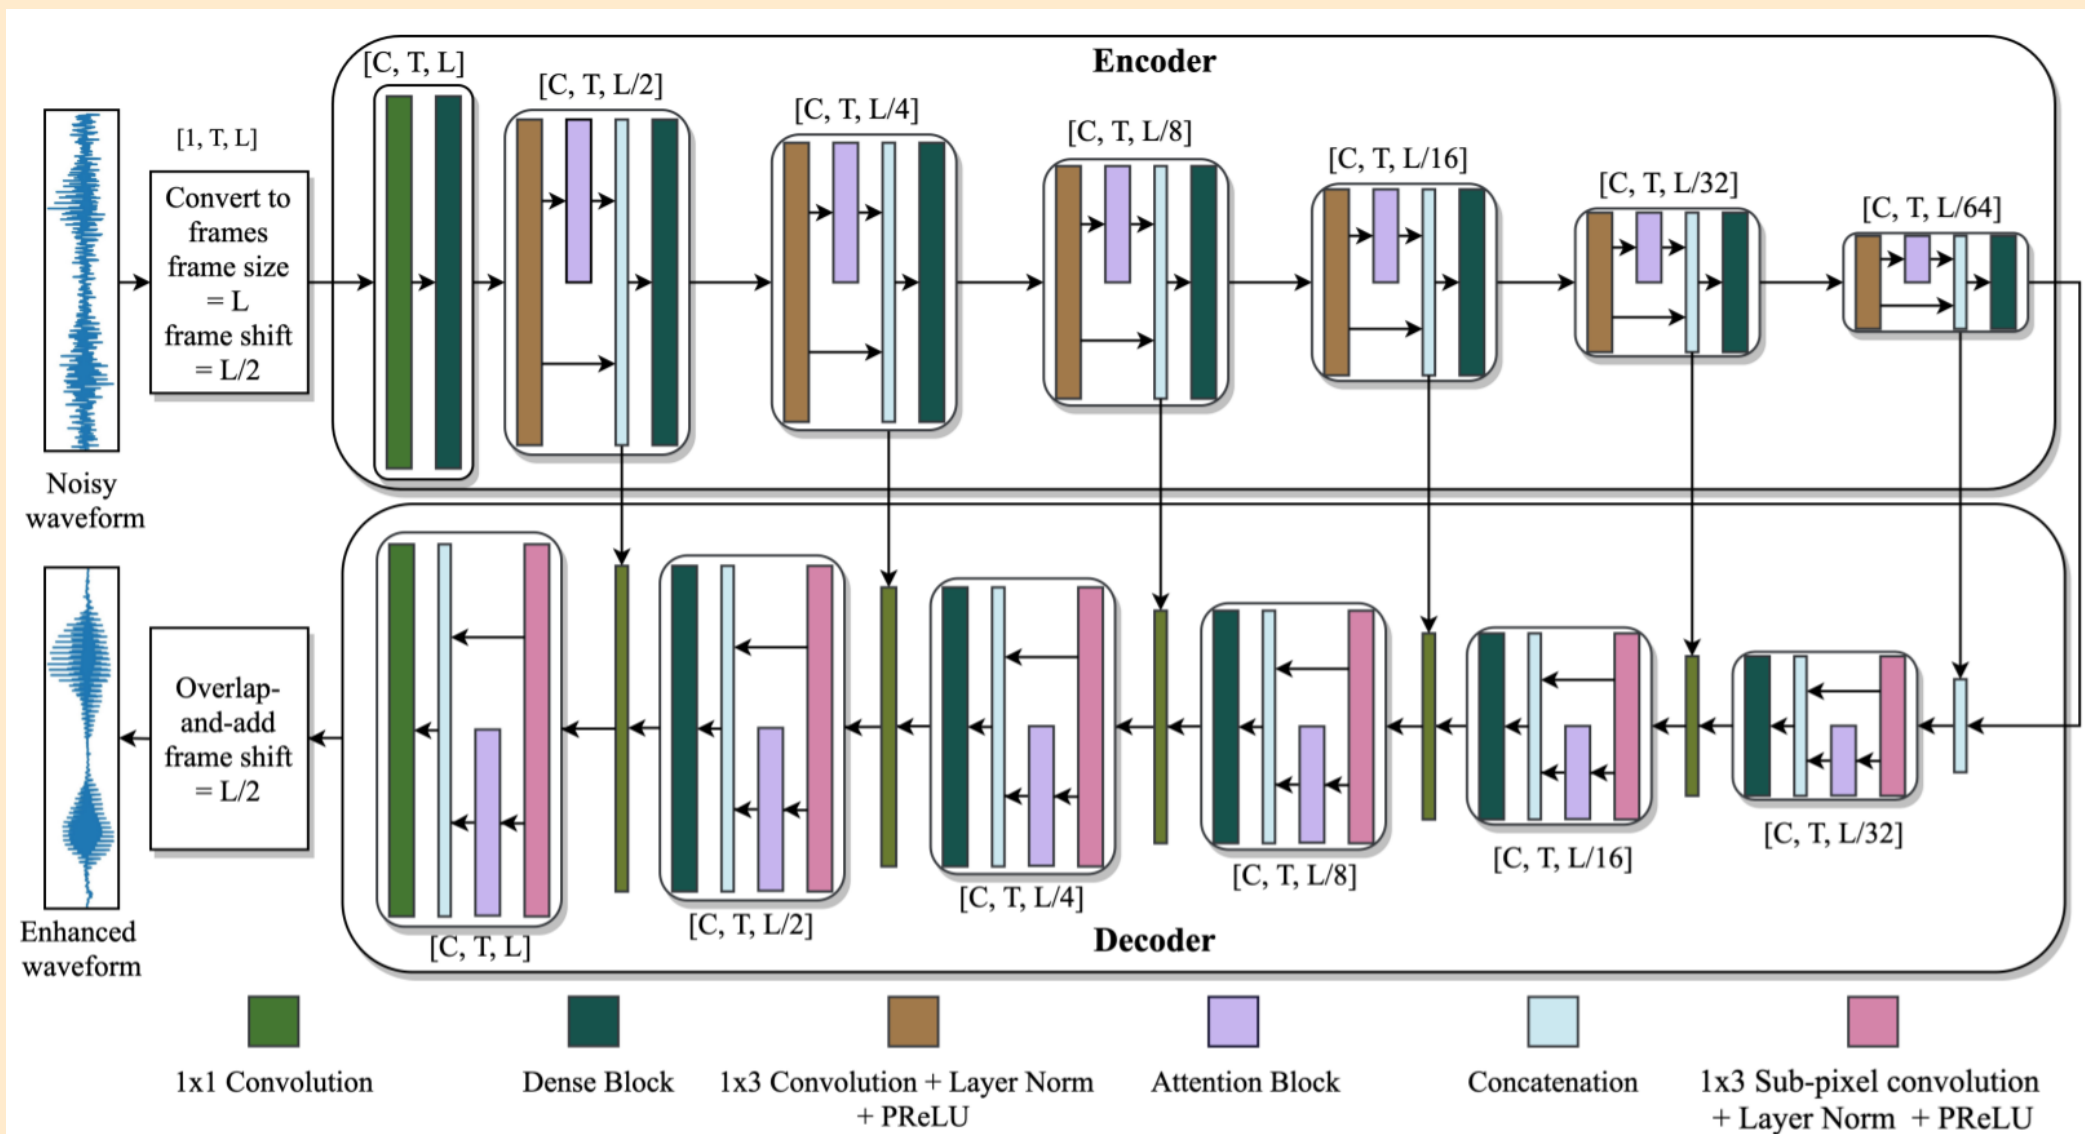 Encoder
[C, T, L]
[C, T, L/2]
[C, T, L/4]
[C, T, L/8]
[C, T, L/16]
[C, T, L/32]
[C, T, L/64]
[1, T, L]
Convert to
frames
frame size
= L
frame shift
= L/2
Noisy
waveform
Overlap-
and-add
frame shift
= L/2
Enhanced
waveform
[C, T, L]
[C, T, L/2]
[C, T, L/4]
[C, T, L/8]
[C, T, L/16]
[C, T, L/32]
Decoder
1x1 Convolution
Dense Block
1x3 Convolution + Layer Norm
+ PReLU
Attention Block
Concatenation
1x3 Sub-pixel convolution
+ Layer Norm + PReLU